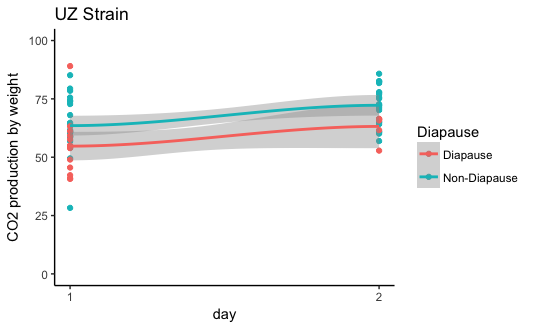 UZ Strain
100
75
50
25
0
CO2 production by weight
1
2
day
Diapause
Diapause
Non-Diapause